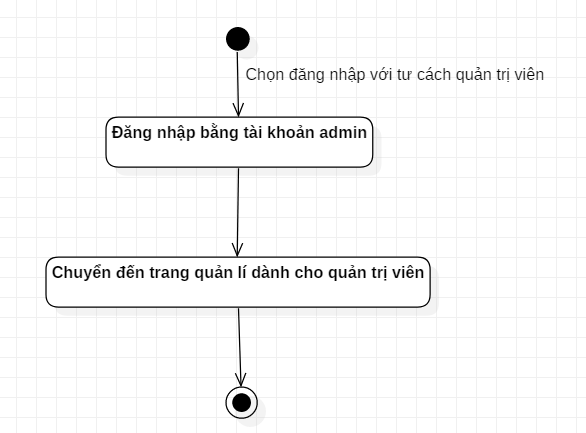 Chọn đăng nhập với tư cách quản trị viên
Đăng nhập bằng tài khoản admin
Chuyển đến trang quản lí dành cho quản trị viên